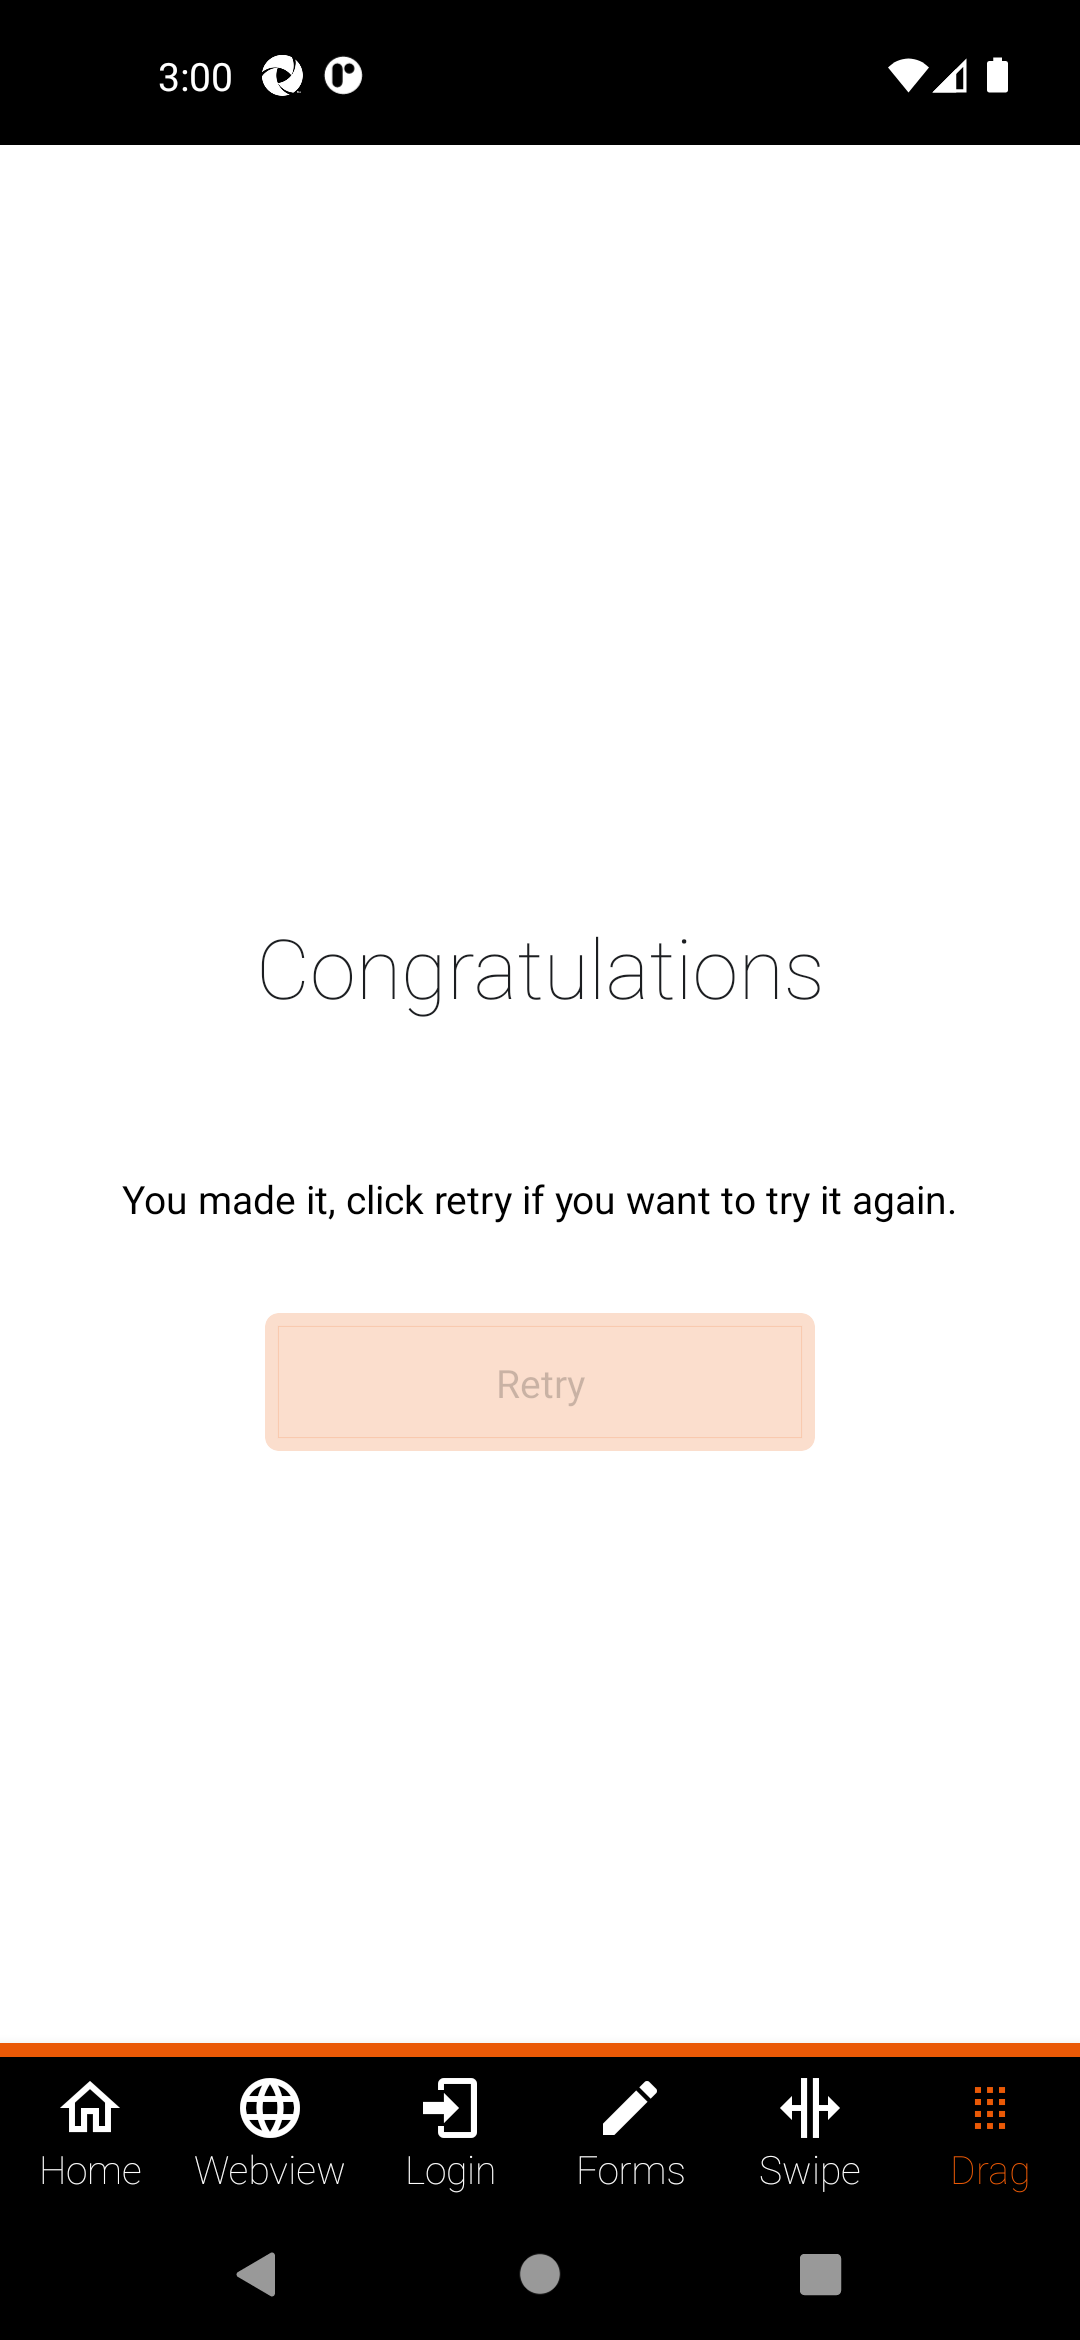 3:00
Congratulations
You made it, click retry if you want to try it again.
Retry
Home Webview Login Forms Swipe Drag